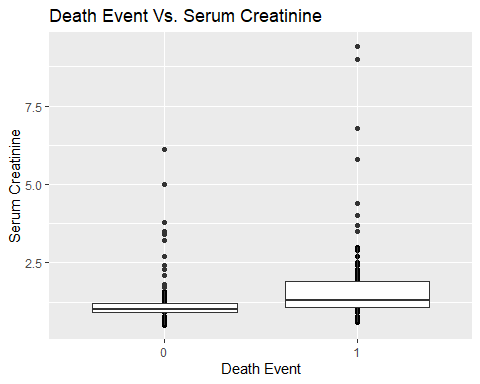 Death Event Vs. Serum Creatinine
Serum Creatinine
7.5
5.0
2.5
0
1
Death Event